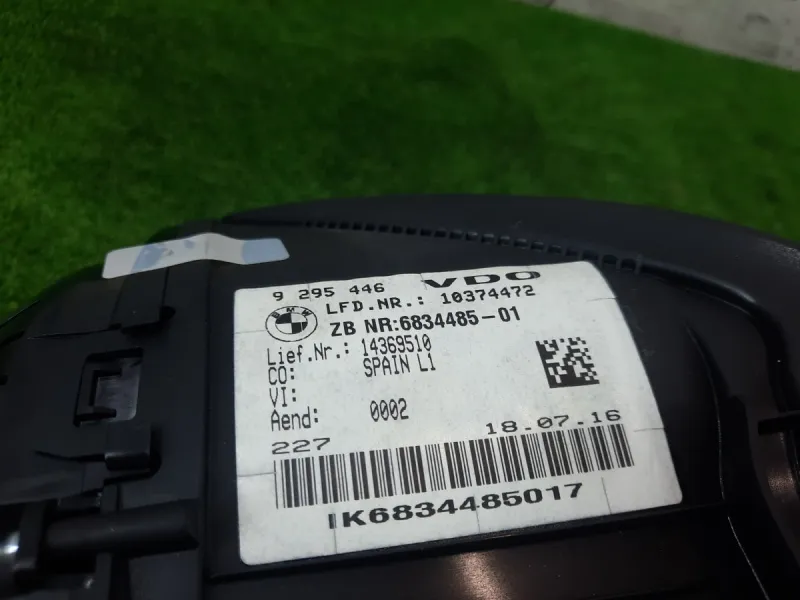 9 295 446 VDO
BMW LFD.NR.: 10374472
ZB NR:6834485-01
Lief.Nr.: 14369510
CO: SPAIN L1
VI:
Aend: 0002
227 18.07.16
IK6834485017